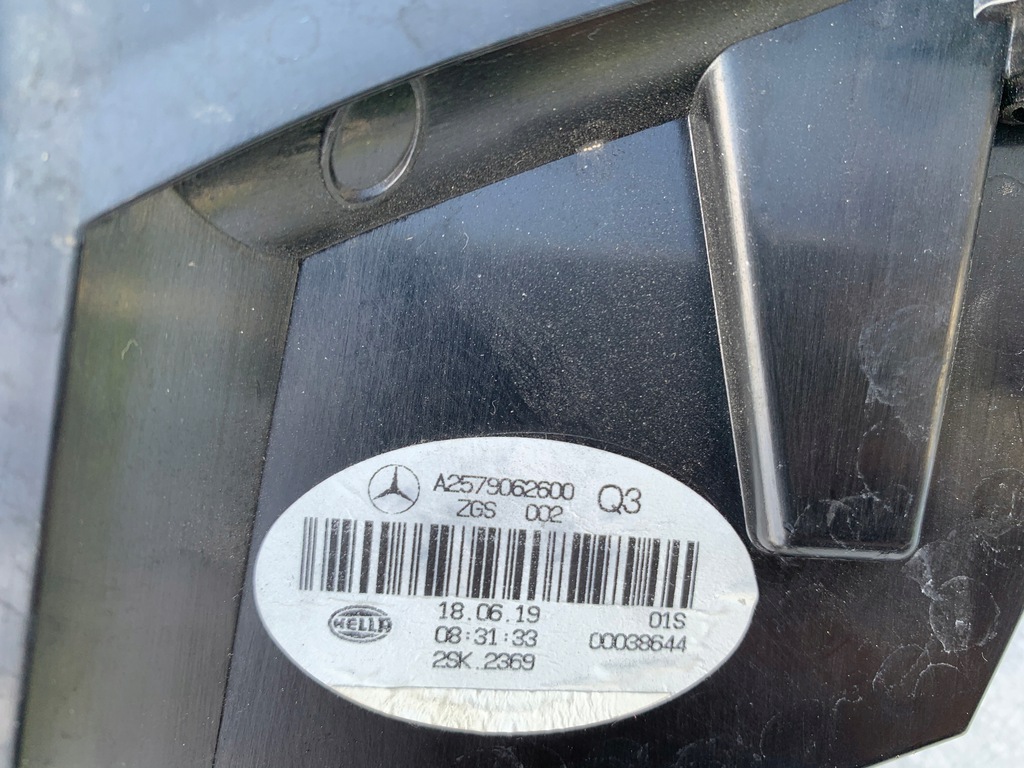 A2579062600 Q3
ZGS 002
18.06.19 01S
HELLA 08:31:33 00038644
2SK.2369